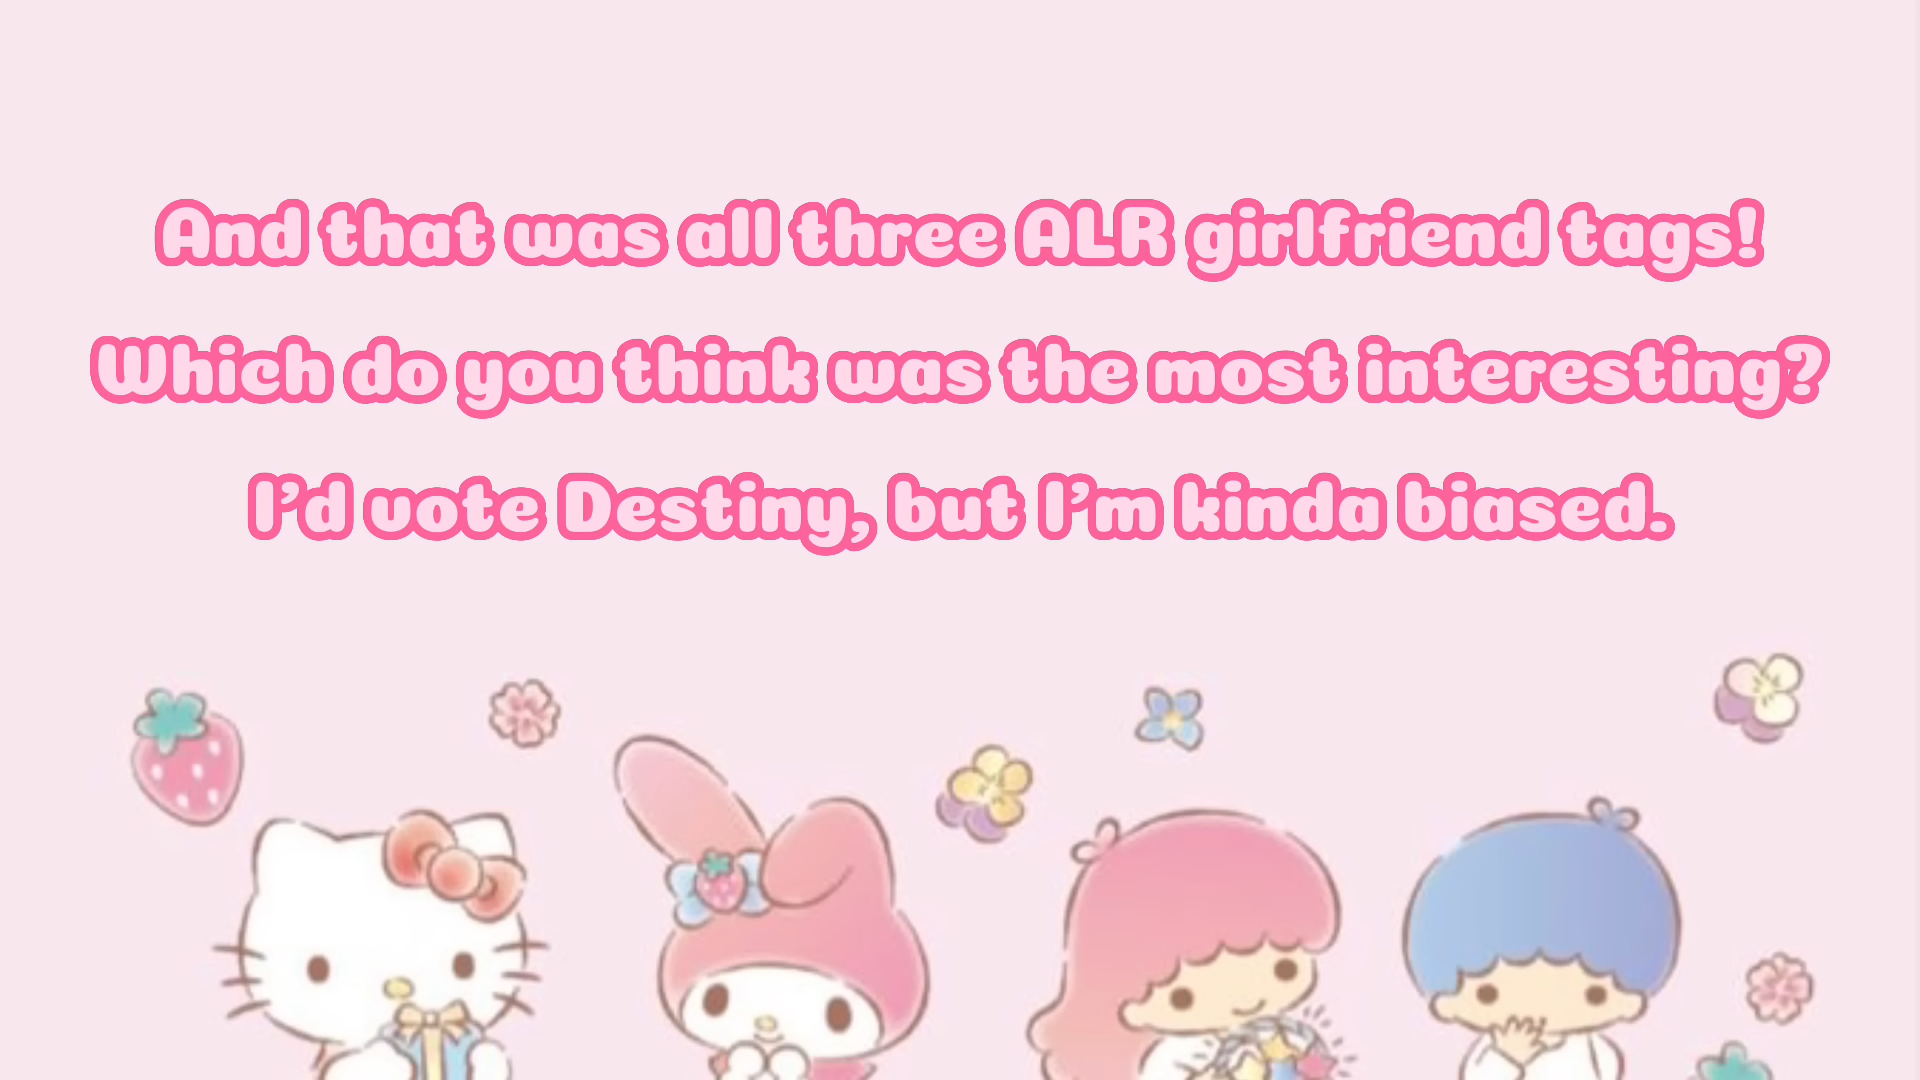 And that was all three ALR girlfriend tags!
Which do you think was the most interesting?
I'd vote Destiny, but I'm kinda biased.